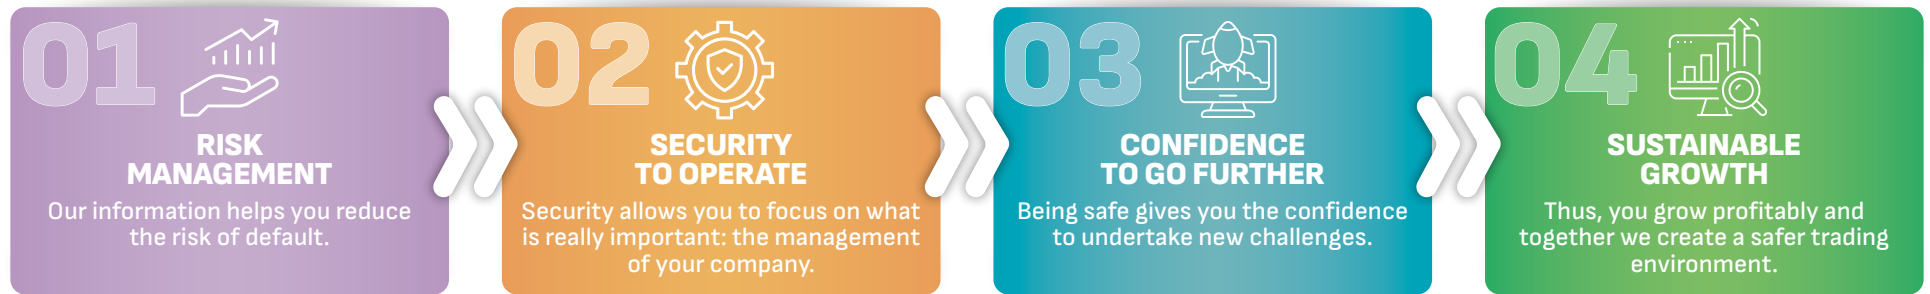 01
RISK
MANAGEMENT
Our information helps you reduce
the risk of default.
02
SECURITY
TO OPERATE
Security allows you to focus on what
is really important: the management
of your company.
03
CONFIDENCE
TO GO FURTHER
Being safe gives you the confidence
to undertake new challenges.
04
SUSTAINABLE
GROWTH
Thus, you grow profitably and
together we create a safer trading
environment.